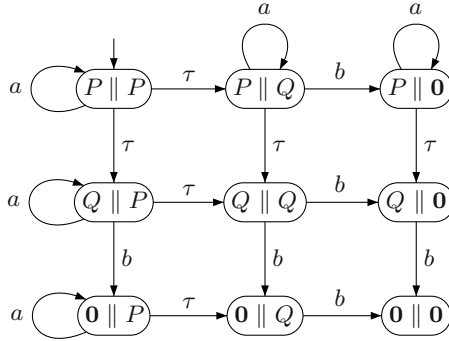 a a
a P ∥ P τ P ∥ Q b P ∥ 0
τ τ τ
a Q ∥ P τ Q ∥ Q b Q ∥ 0
b b b
a 0 ∥ P τ 0 ∥ Q b 0 ∥ 0